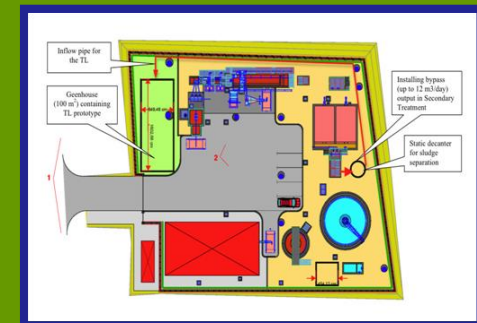 Inflow pipe for
the TL
Geenhouse
(100 m²) containing
TL prototype
1
2
Installing bypass
(up to 12 m3/day)
output in Secondary
Treatment
Static decanter
for sludge
separation